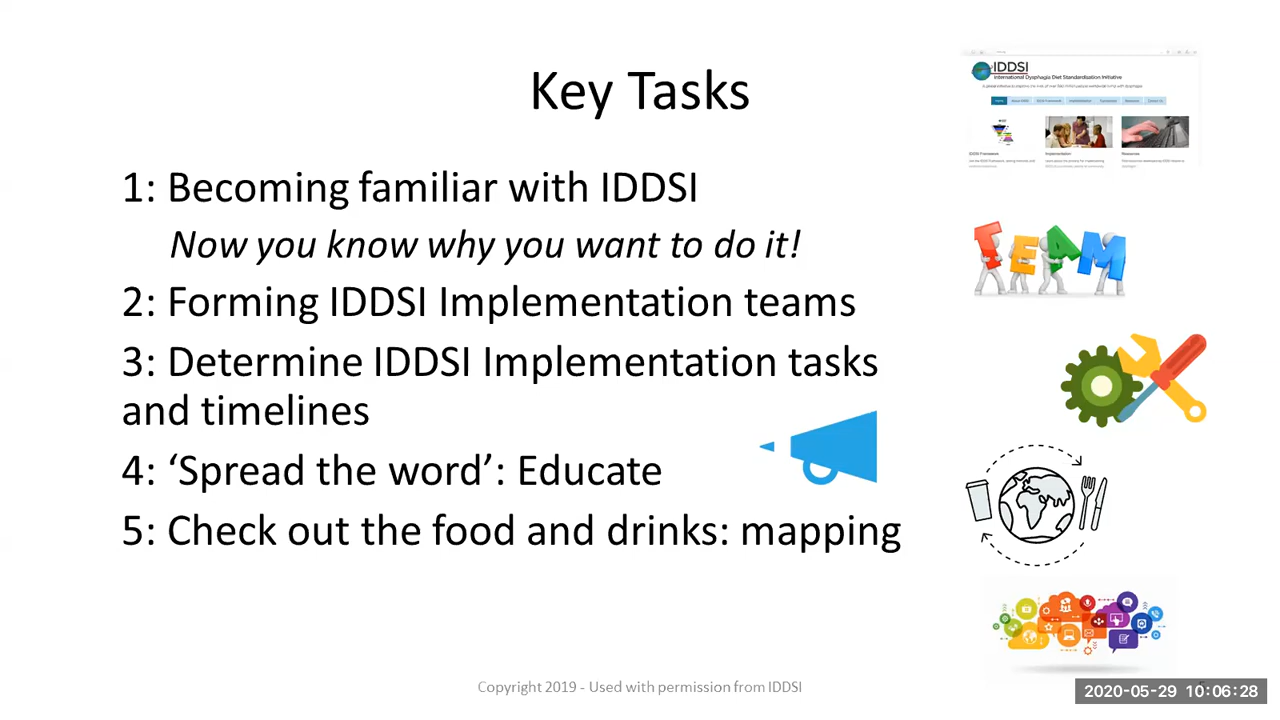 Key Tasks
IDDSI
International Dysphagia Diet Standardisation Initiative
1: Becoming familiar with IDDSI
Now you know why you want to do it!
TEAM
2: Forming IDDSI Implementation teams
3: Determine IDDSI Implementation tasks
and timelines
4: ‘Spread the word’: Educate
5: Check out the food and drinks: mapping
Copyright 2019 - Used with permission from IDDSI
2020-05-29 10:06:28